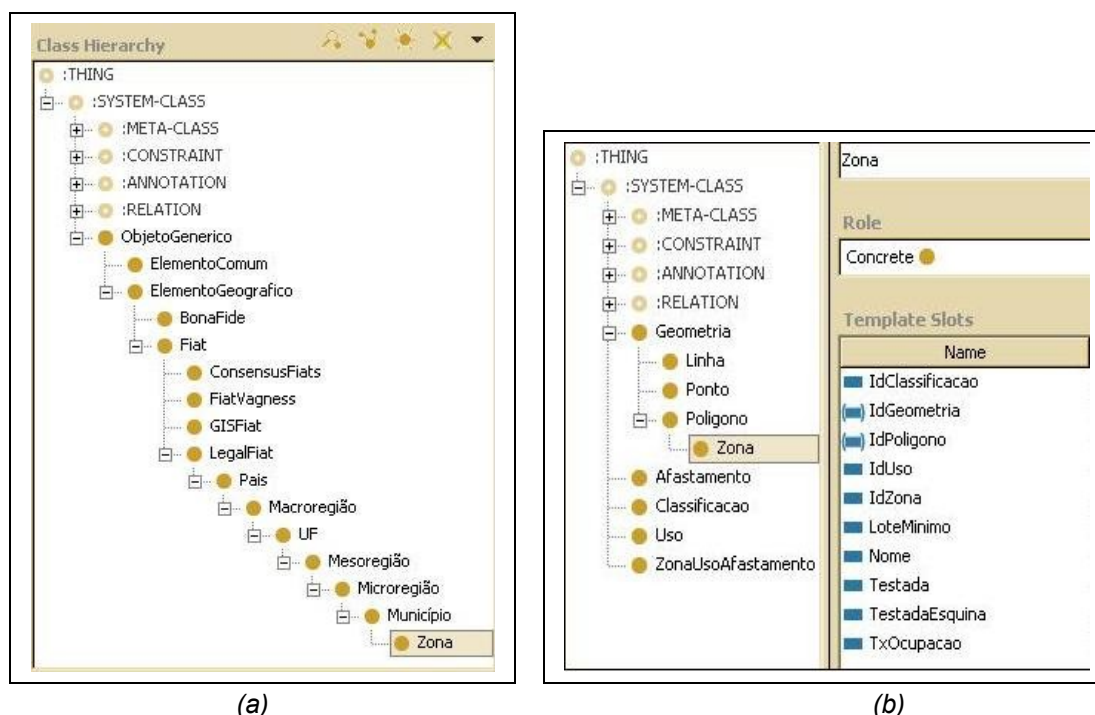 Class Hierarchy
:THING
:SYSTEM-CLASS
:META-CLASS
:CONSTRAINT
:ANNOTATION
:RELATION
ObjetoGenerico
ElementoComum
ElementoGeografico
BonaFide
Fiat
ConsensusFiats
FiatVagness
GISFiat
LegalFiat
Pais
Macroregião
UF
Mesoregião
Microregião
Município
Zona
(a)
:THING
:SYSTEM-CLASS
:META-CLASS
:CONSTRAINT
:ANNOTATION
:RELATION
Geometria
Linha
Ponto
Poligono
Zona
Afastamento
Classificacao
Uso
ZonaUsoAfastamento
Zona
Role
Concrete
Template Slots
Name
IdClassificacao
IdGeometria
IdPoligono
IdUso
IdZona
LoteMinimo
Nome
Testada
TestadaEsquina
TxOcupacao
(b)